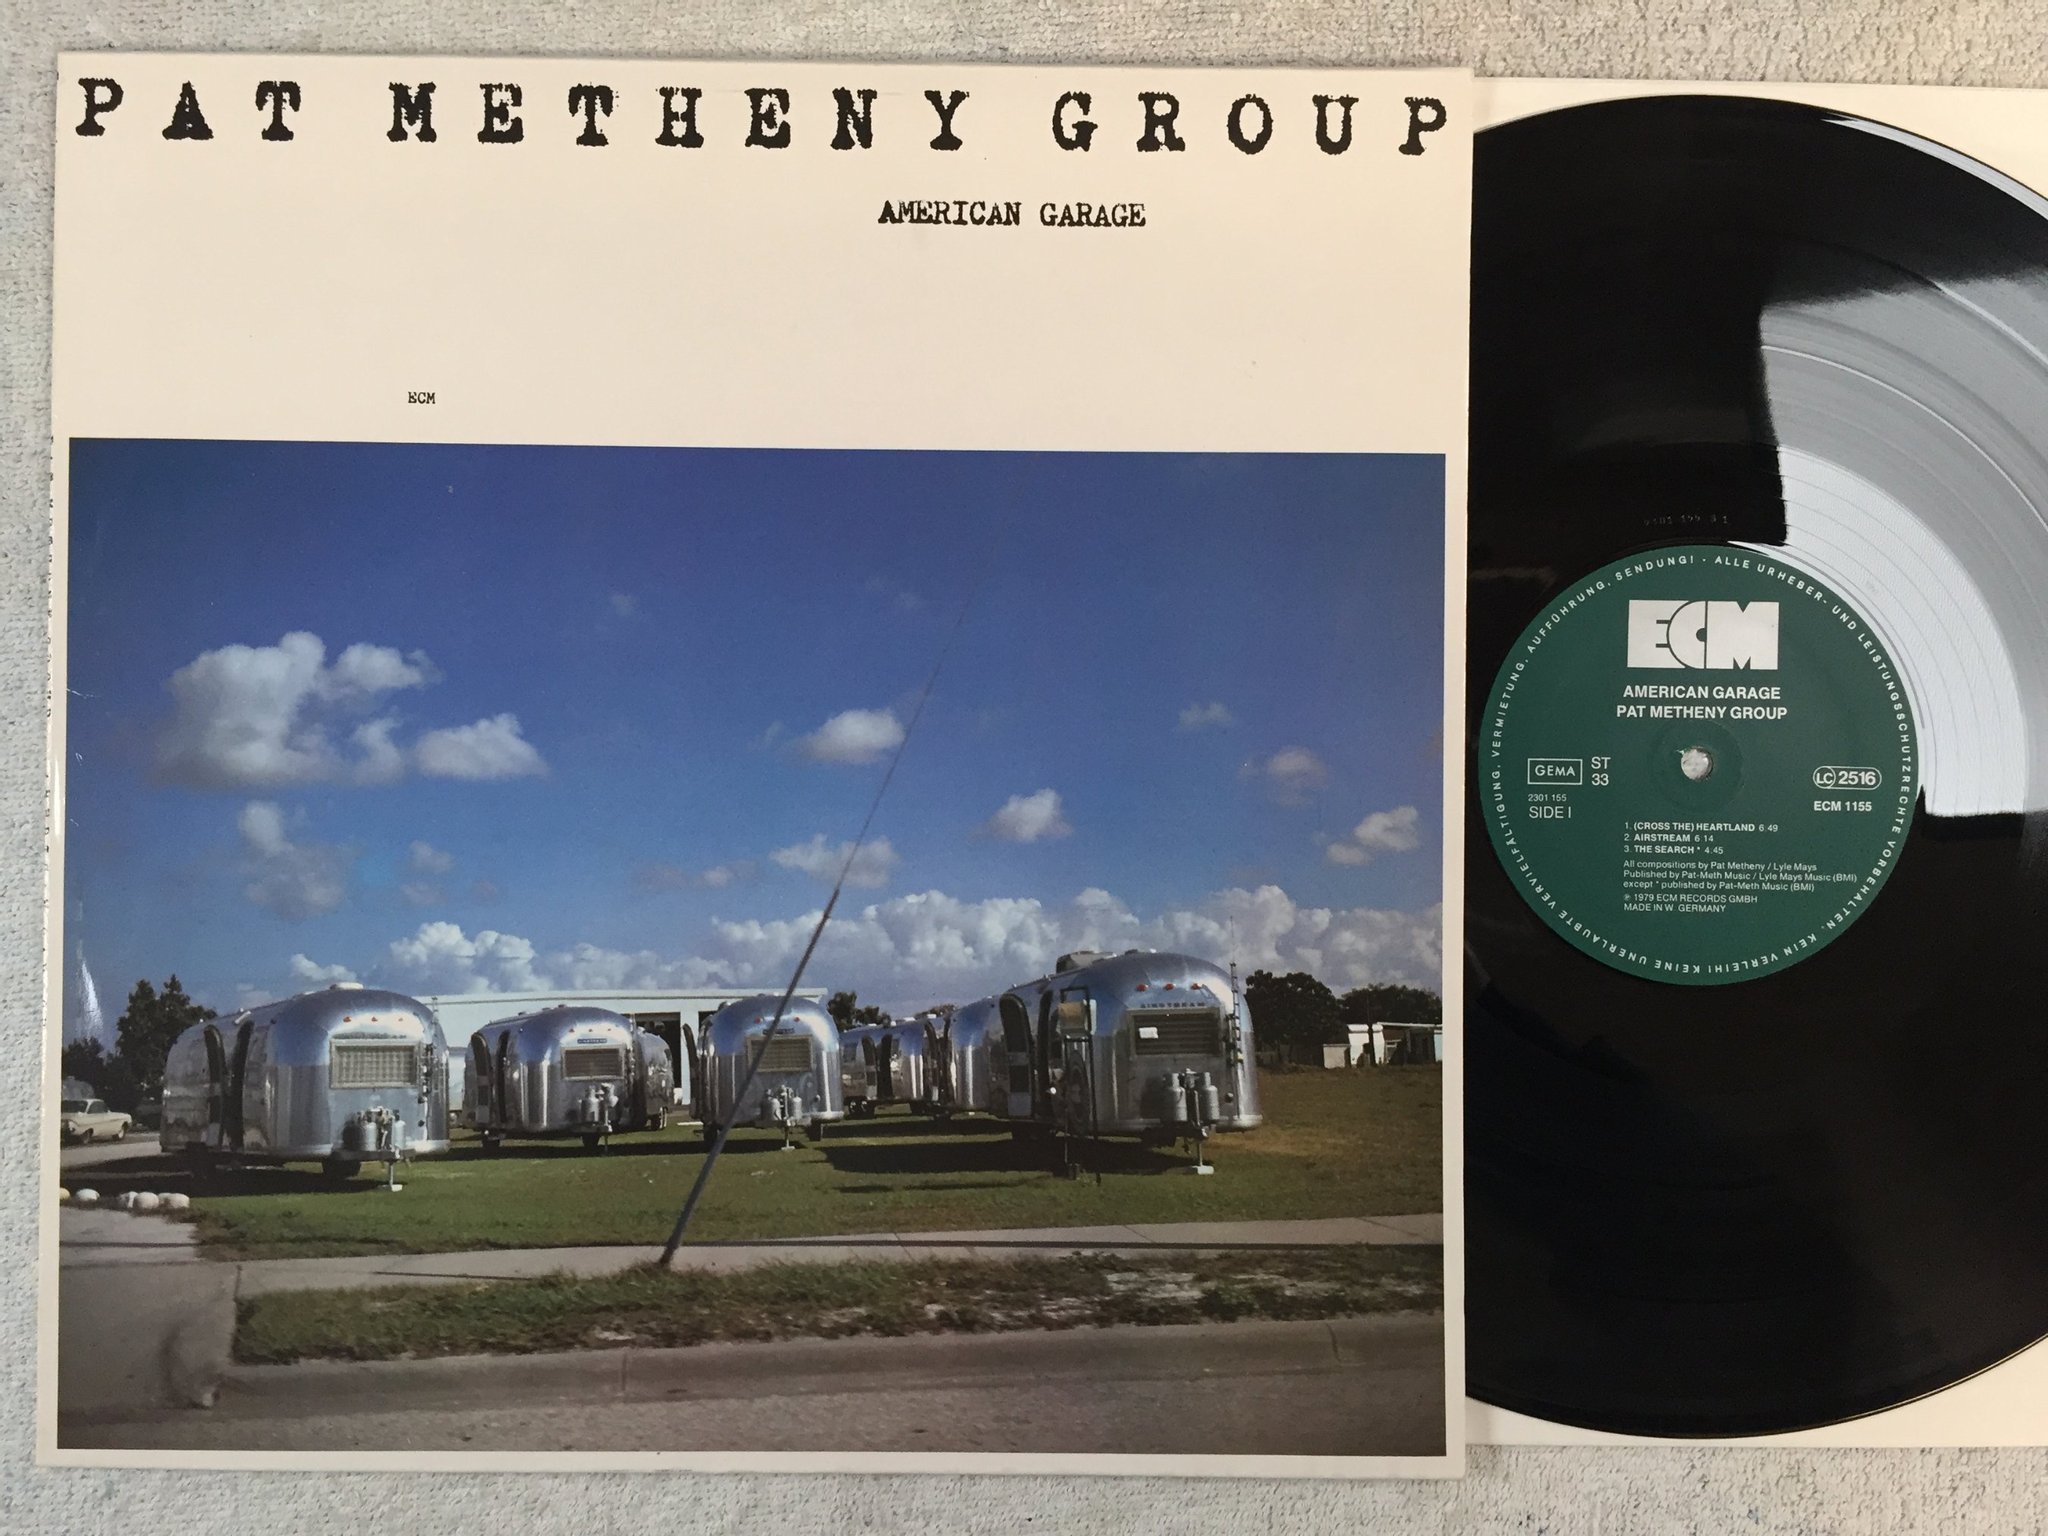 PAT METHENY GROUP
AMERICAN GARAGE
ECM
AIRSTREAM
ECM
AMERICAN GARAGE
PAT METHENY GROUP
GEMA
ST
33
2301 155
SIDE I
LC 2516
ECM 1155
1. (CROSS THE) HEARTLAND 6:49
2. AIRSTREAM 6:14
3. THE SEARCH * 4:45
All compositions by Pat Metheny / Lyle Mays
Published by Pat-Meth Music / Lyle Mays Music (BMI)
except * published by Pat-Meth Music (BMI)
℗ 1979 ECM RECORDS GMBH
MADE IN W. GERMANY
ALLE URHEBER- UND LEISTUNGSSCHUTZRECHTE VORBEHALTEN. KEIN VERLEIH! KEINE UNERLAUBTE VERVIELFÄLTIGUNG, VERMIETUNG, AUFFÜHRUNG, SENDUNG! ·